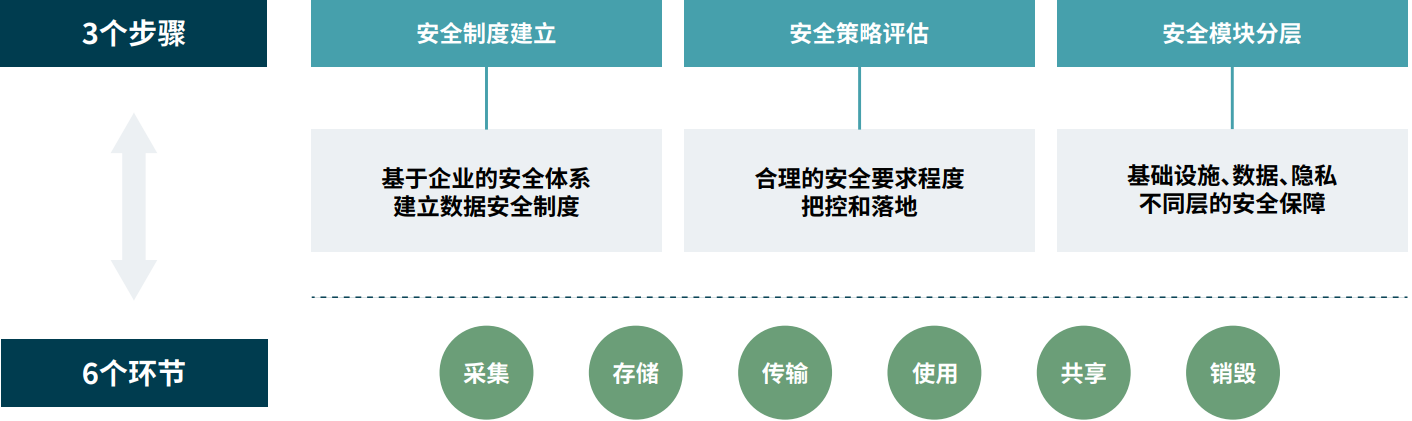 3个步骤
安全制度建立
安全策略评估
安全模块分层
基于企业的安全体系
建立数据安全制度
合理的安全要求程度
把控和落地
基础设施、数据、隐私
不同层的安全保障
6个环节
采集
存储
传输
使用
共享
销毁